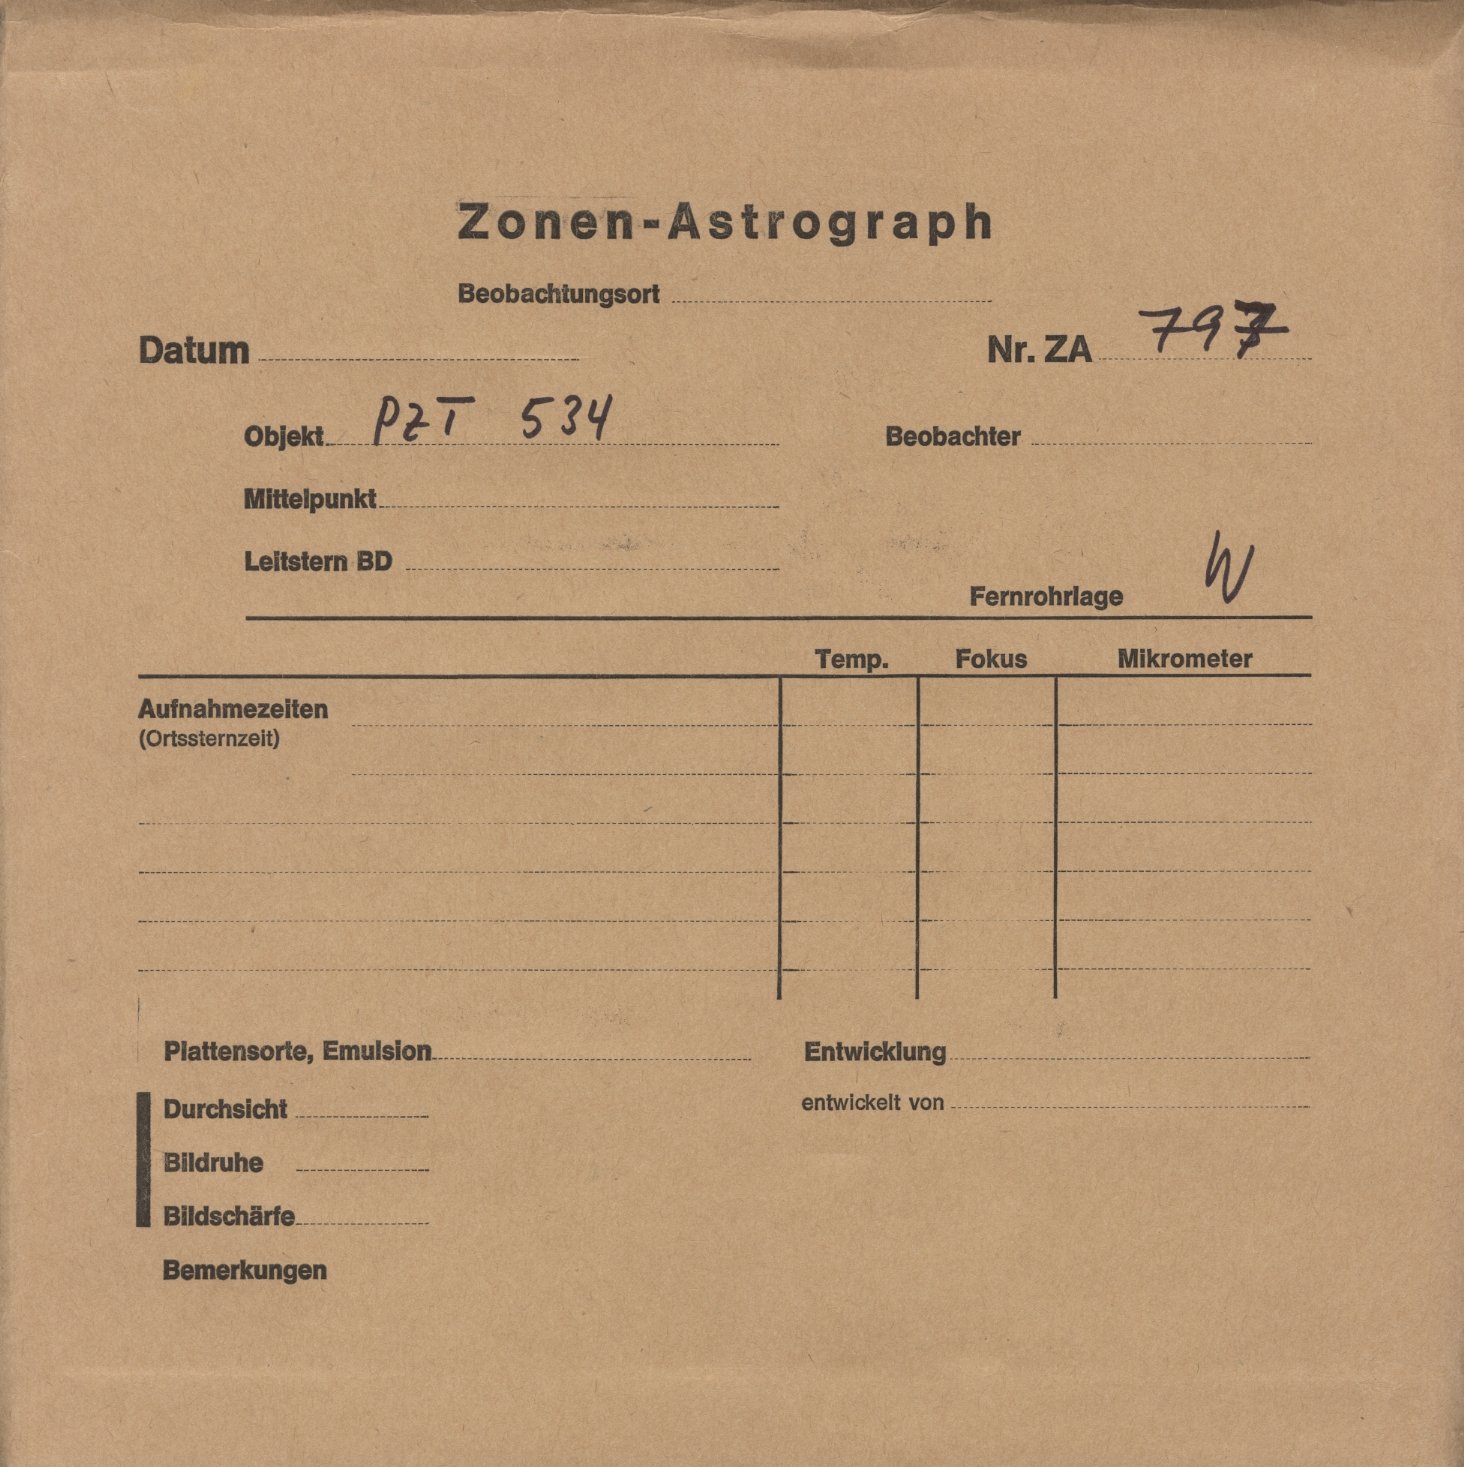 Zonen-Astrograph
Beobachtungsort
Datum
Nr. ZA 797
Objekt PZT 534
Beobachter
Mittelpunkt
Leitstern BD
Fernrohrlage W
Temp. Fokus Mikrometer
Aufnahmezeiten
(Ortssternzeit)
Plattensorte, Emulsion
Entwicklung
Durchsicht
entwickelt von
Bildruhe
Bildschärfe
Bemerkungen